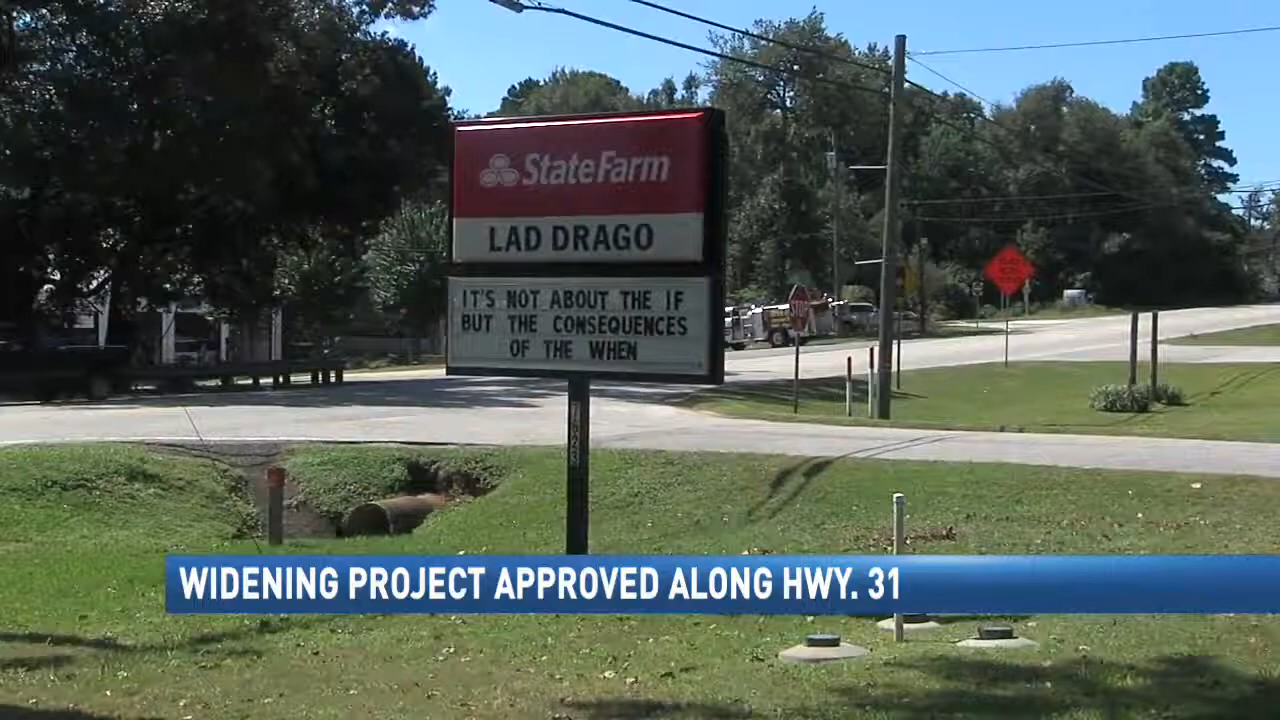 StateFarm
LAD DRAGO
IT'S NOT ABOUT THE IF
BUT THE CONSEQUENCES
OF THE WHEN
7623
WIDENING PROJECT APPROVED ALONG HWY. 31